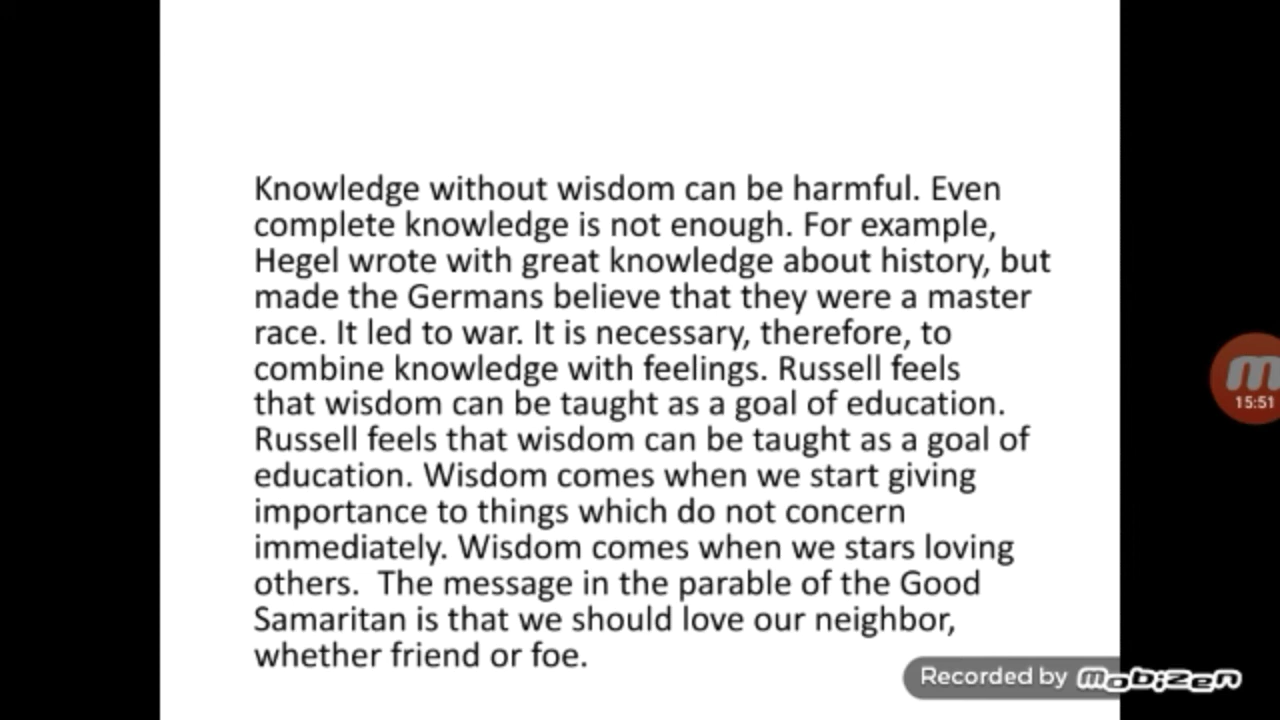 Knowledge without wisdom can be harmful. Even
complete knowledge is not enough. For example,
Hegel wrote with great knowledge about history, but
made the Germans believe that they were a master
race. It led to war. It is necessary, therefore, to
combine knowledge with feelings. Russell feels
that wisdom can be taught as a goal of education.
Russell feels that wisdom can be taught as a goal of
education. Wisdom comes when we start giving
importance to things which do not concern
immediately. Wisdom comes when we stars loving
others.  The message in the parable of the Good
Samaritan is that we should love our neighbor,
whether friend or foe.
15:51
Recorded by mobizen